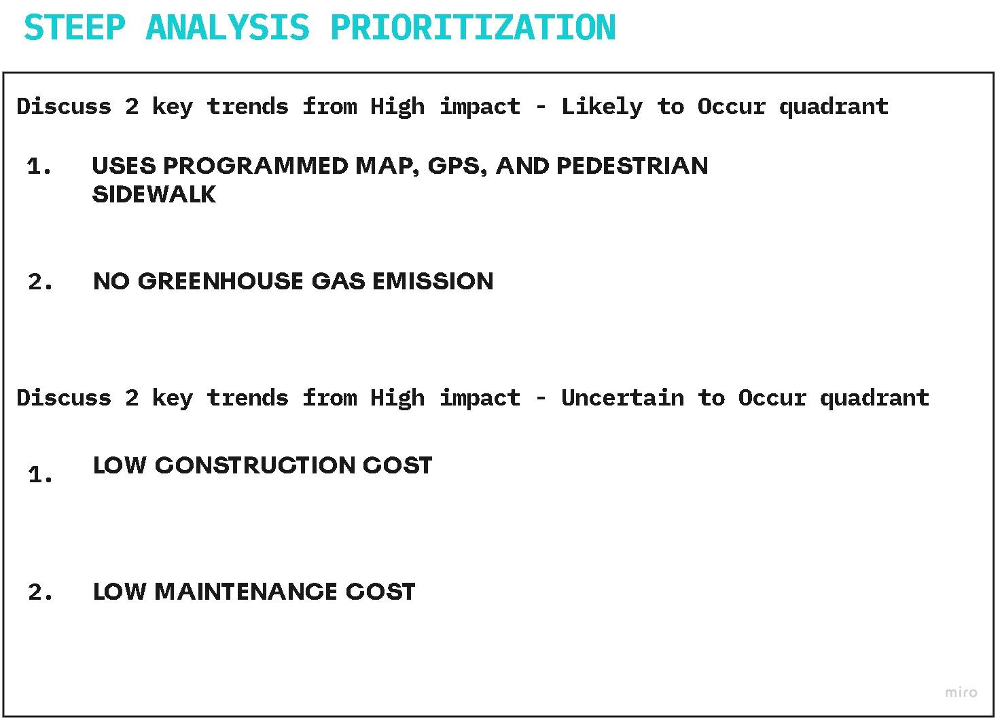 STEEP ANALYSIS PRIORITIZATION
Discuss 2 key trends from High impact - Likely to Occur quadrant
1. USES PROGRAMMED MAP, GPS, AND PEDESTRIAN
SIDEWALK
2. NO GREENHOUSE GAS EMISSION
Discuss 2 key trends from High impact - Uncertain to Occur quadrant
1. LOW CONSTRUCTION COST
2. LOW MAINTENANCE COST
miro